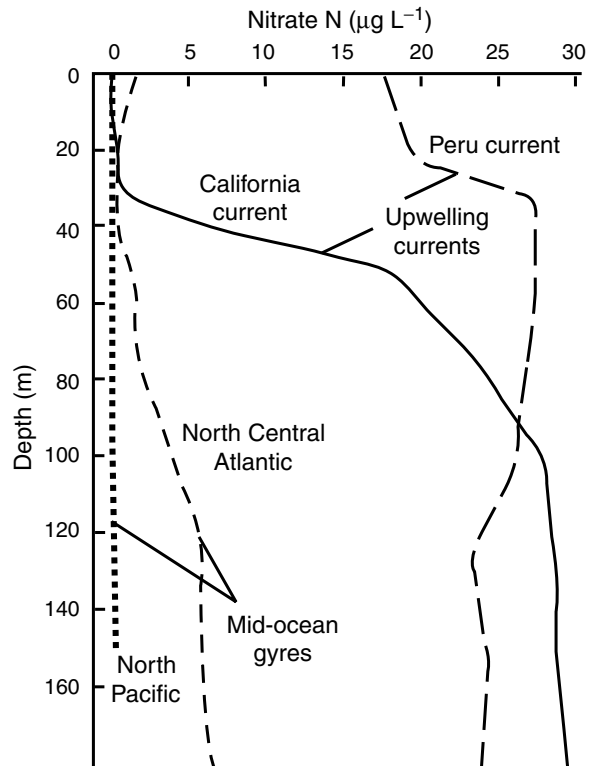 Nitrate N (μg L⁻¹)
0 5 10 15 20 25 30
Depth (m)
0
20
40
60
80
100
120
140
160
Peru current
California
current
Upwelling
currents
North Central
Atlantic
Mid-ocean
gyres
North
Pacific